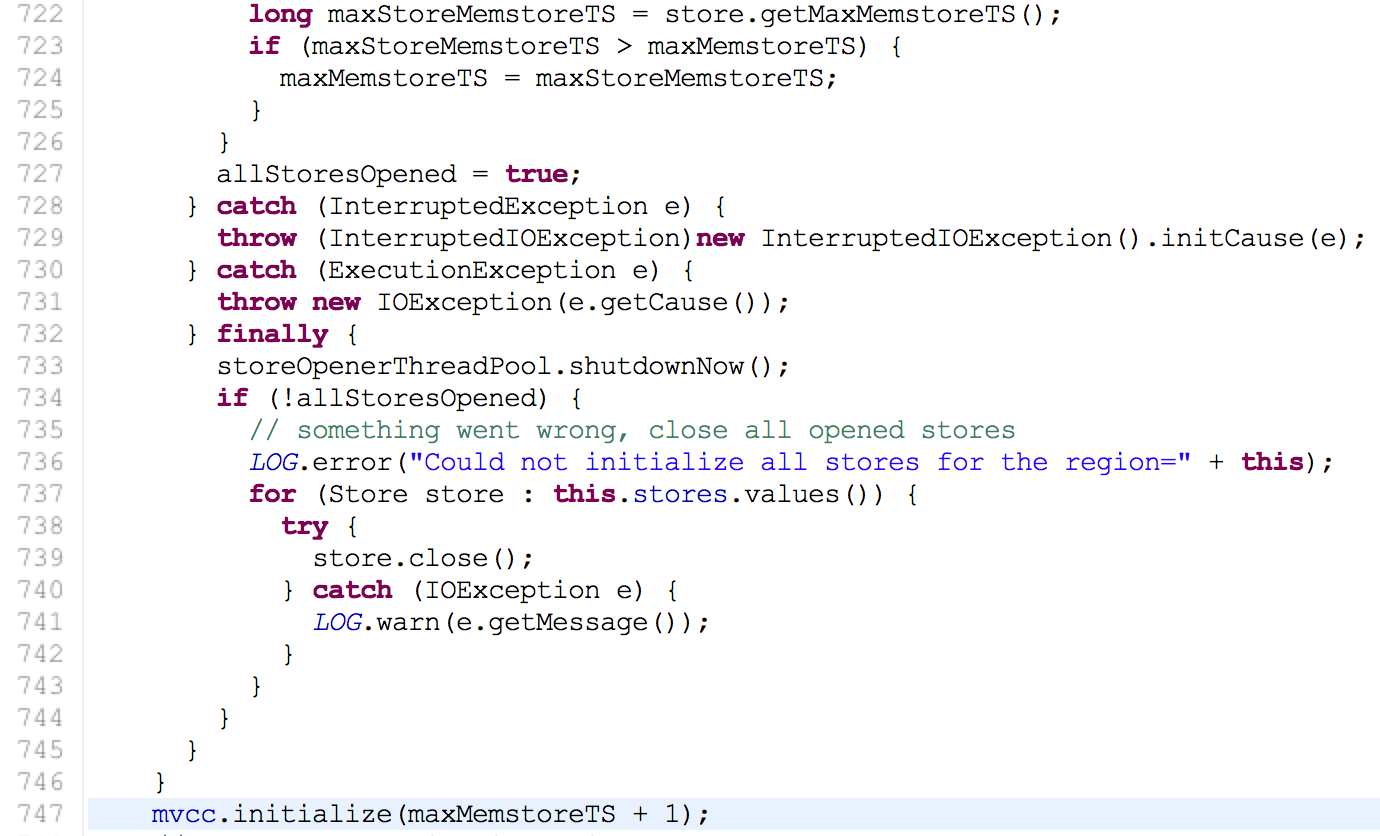 722 long maxStoreMemstoreTS = store.getMaxMemstoreTS();
723 if (maxStoreMemstoreTS > maxMemstoreTS) {
724 maxMemstoreTS = maxStoreMemstoreTS;
725 }
726 }
727 allStoresOpened = true;
728 } catch (InterruptedException e) {
729 throw (InterruptedIOException)new InterruptedIOException().initCause(e);
730 } catch (ExecutionException e) {
731 throw new IOException(e.getCause());
732 } finally {
733 storeOpenerThreadPool.shutdownNow();
734 if (!allStoresOpened) {
735 // something went wrong, close all opened stores
736 LOG.error("Could not initialize all stores for the region=" + this);
737 for (Store store : this.stores.values()) {
738 try {
739 store.close();
740 } catch (IOException e) {
741 LOG.warn(e.getMessage());
742 }
743 }
744 }
745 }
746 }
747 mvcc.initialize(maxMemstoreTS + 1);